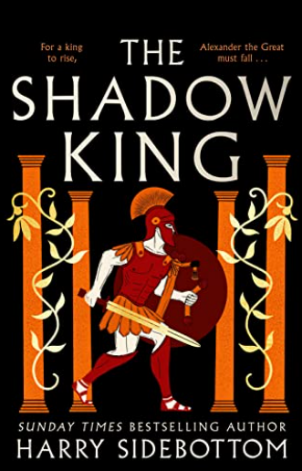 For a king
to rise,
Alexander the Great
must fall . . .
THE
SHADOW
KING
SUNDAY TIMES BESTSELLING AUTHOR
HARRY SIDEBOTTOM